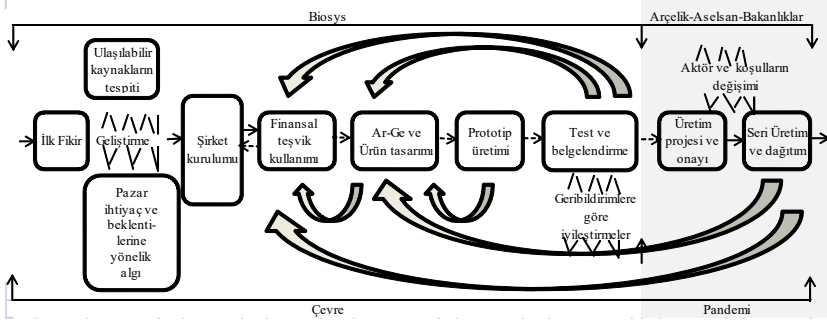 Biosys
Arçelik-Aselsan-Bakanlıklar
Ulaşılabilir
kaynakların
tespiti
Aktör ve koşulların
değişimi
İlk Fikir
Geliştirme
Şirket
kurulumu
Finansal
teşvik
kullanımı
Ar-Ge ve
Ürün tasarımı
Prototip
üretimi
Test ve
belgelendirme
Üretim
projesi ve
onayı
Seri Üretim
ve dağıtım
Pazar
ihtiyaç ve
beklenti-
lerine
yönelik
algı
Geribildirimlere
göre
iyileştirmeler
Çevre
Pandemi